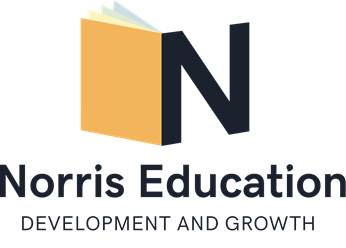 N
Norris Education
DEVELOPMENT AND GROWTH